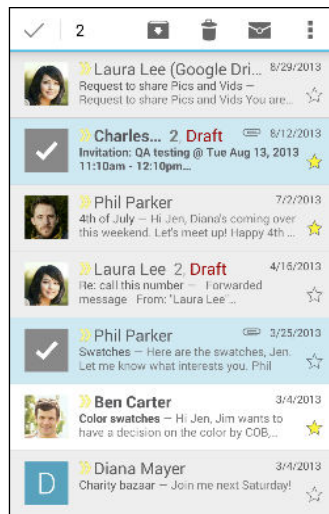 2
Laura Lee (Google Dri... 8/29/2013
Request to share Pics and Vids –
Request to share Pics and Vids You are...
Charles... 2, Draft 8/12/2013
Invitation: QA testing @ Tue Aug 13, 2013
11:10am - 12:10pm...
Phil Parker 7/2/2013
4th of July – Hi Jen, Diana's coming over
this weekend. Let's meet up! Happy 4th ...
Laura Lee 2, Draft 4/16/2013
Re: call this number – Forwarded
message From: "Laura Lee"...
Phil Parker 3/25/2013
Swatches – Here are the swatches, Jen.
Let me know what interests you. Phil
Ben Carter 3/4/2013
Color swatches – Hi Jen, Jim wants to
have a decision on the color by COB,...
D
Diana Mayer 3/4/2013
Charity bazaar – Join me next Saturday!